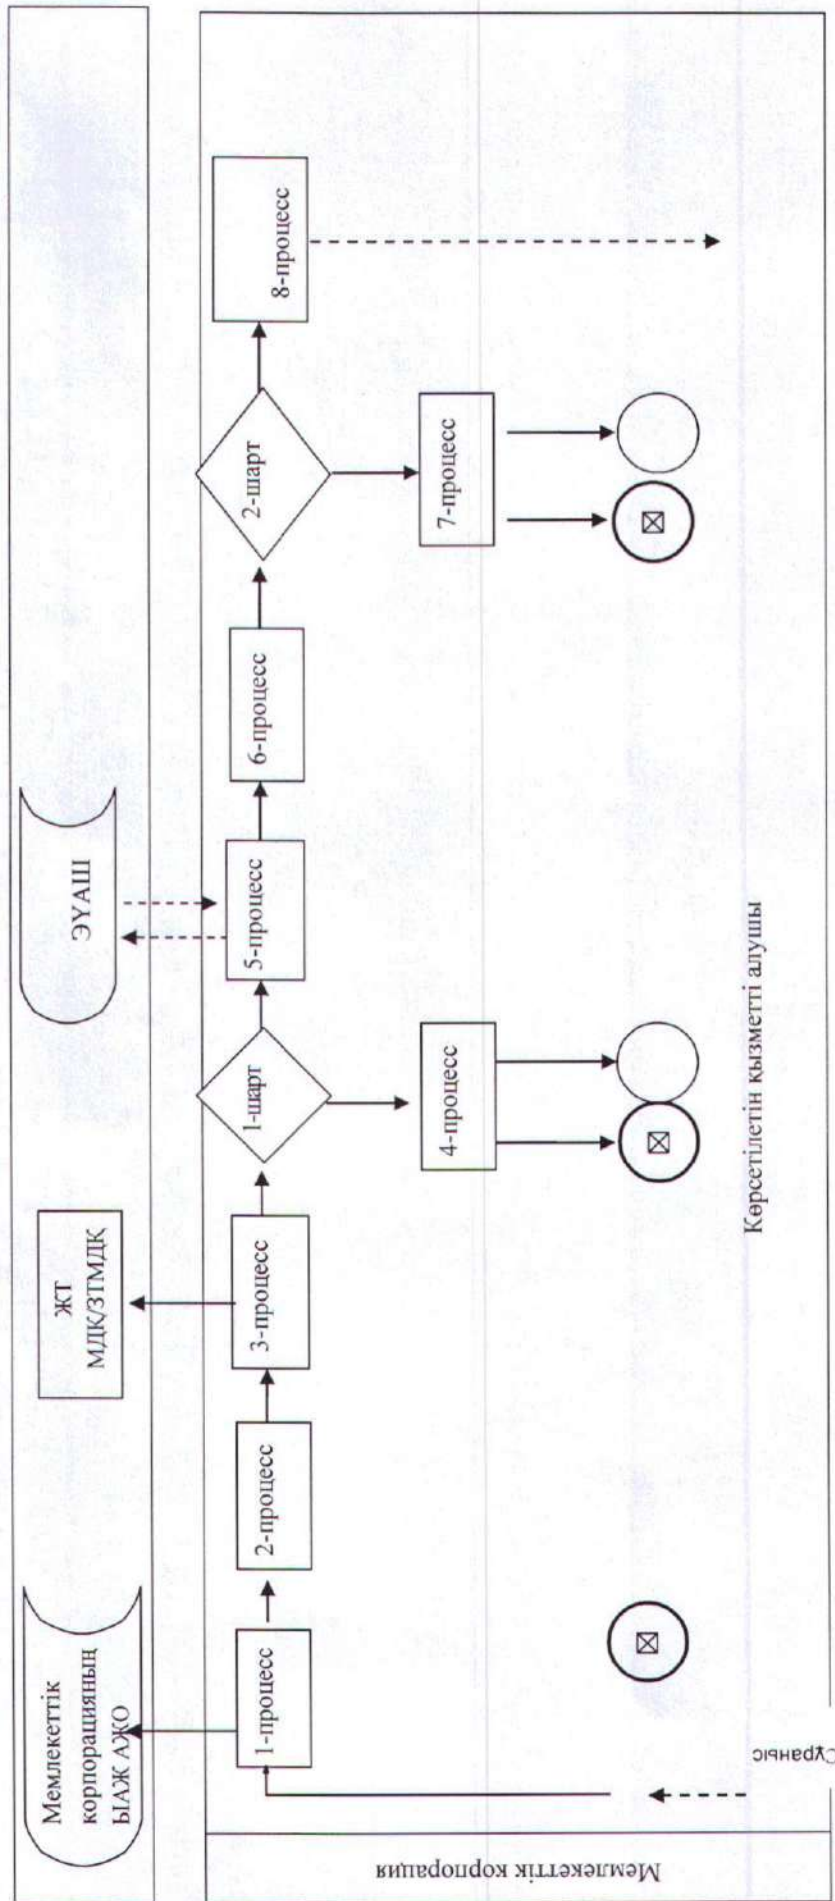 Мемлекеттік
корпорацияның
ЫАЖ АЖО
ЖТ
МДК/ЗТМДҚ
ЭҮАШ
1-процесс
2-процесс
3-процесс
1-шарт
5-процесс
6-процесс
2-шарт
8-процесс
4-процесс
7-процесс
Мемлекеттік корпорация
Сұраныс
Көрсетілетін қызметті алушы